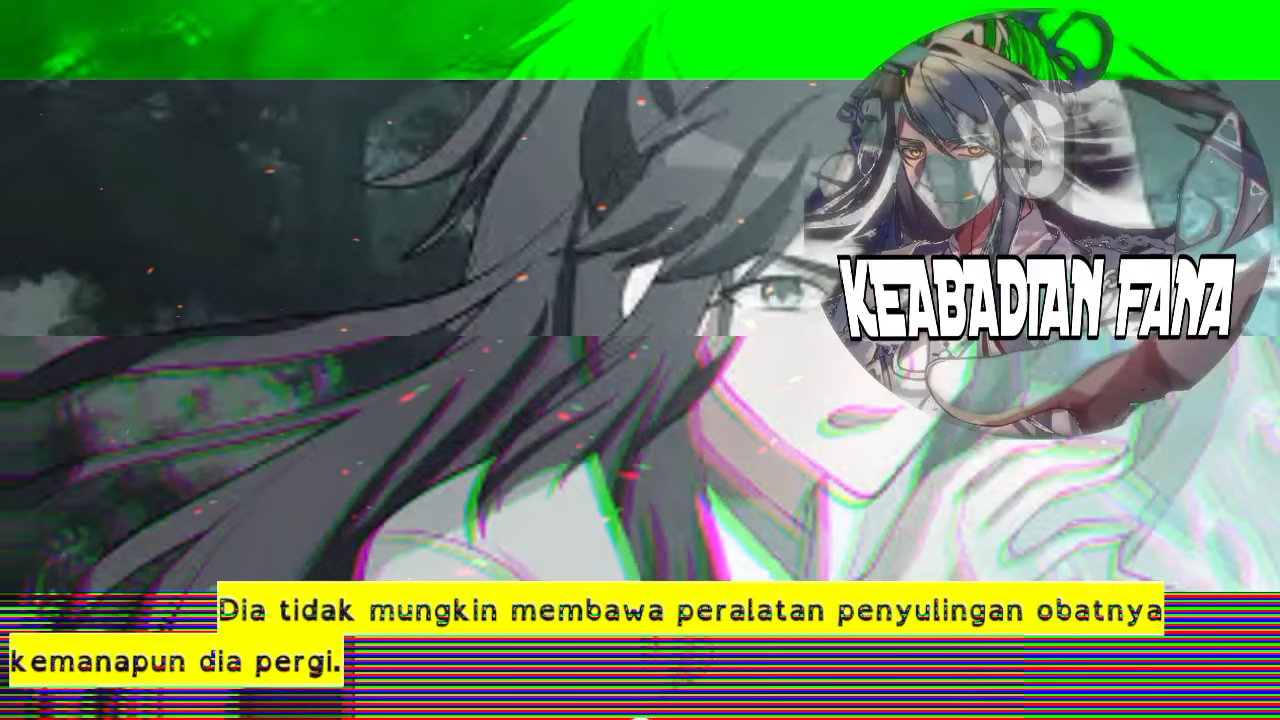 KEABADIAN FANA
Dia tidak mungkin membawa peralatan penyulingan obatnya
kemanapun dia pergi.